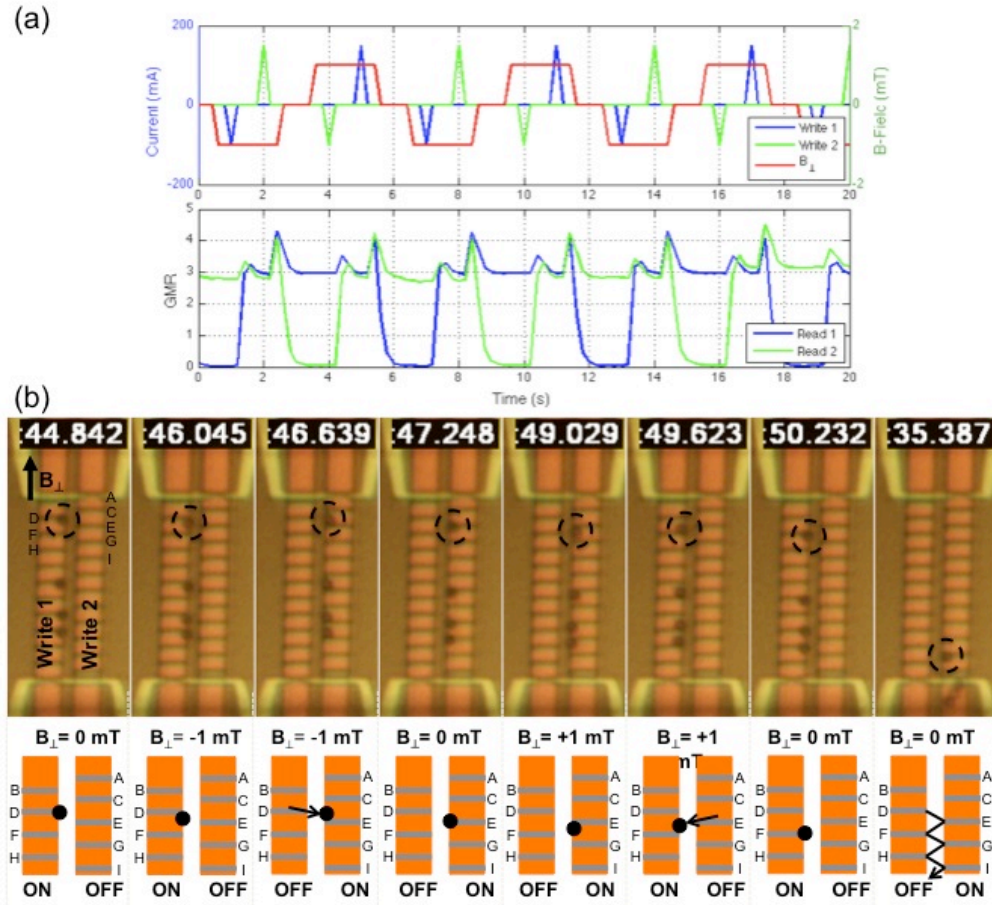 (a)
200
100
0
-100
-200
Current (mA)
2
1
0
-1
-2
B-Field (mT)
Write 1
Write 2
B⊥
0 2 4 6 8 10 12 14 16 18 20
5
4
3
2
1
0
GMR
Read 1
Read 2
0 2 4 6 8 10 12 14 16 18 20
Time (s)
(b)
:44.842 :46.045 :46.639 :47.248 :49.029 :49.623 :50.232 :35.387
B⊥
A
C
E
G
I
D
F
H
Write 1
Write 2
B⊥= 0 mT B⊥= -1 mT B⊥= -1 mT B⊥= 0 mT B⊥= +1 mT B⊥= +1 mT B⊥= 0 mT B⊥= 0 mT
A A A A A A A A
B B B B B B B B
C C C C C C C C
D D D D D D D D
E E E E E E E E
F F F F F F F F
G G G G G G G G
H H H H H H H H
I I I I I I I I
ON OFF ON OFF OFF ON OFF ON OFF ON ON OFF ON OFF OFF ON